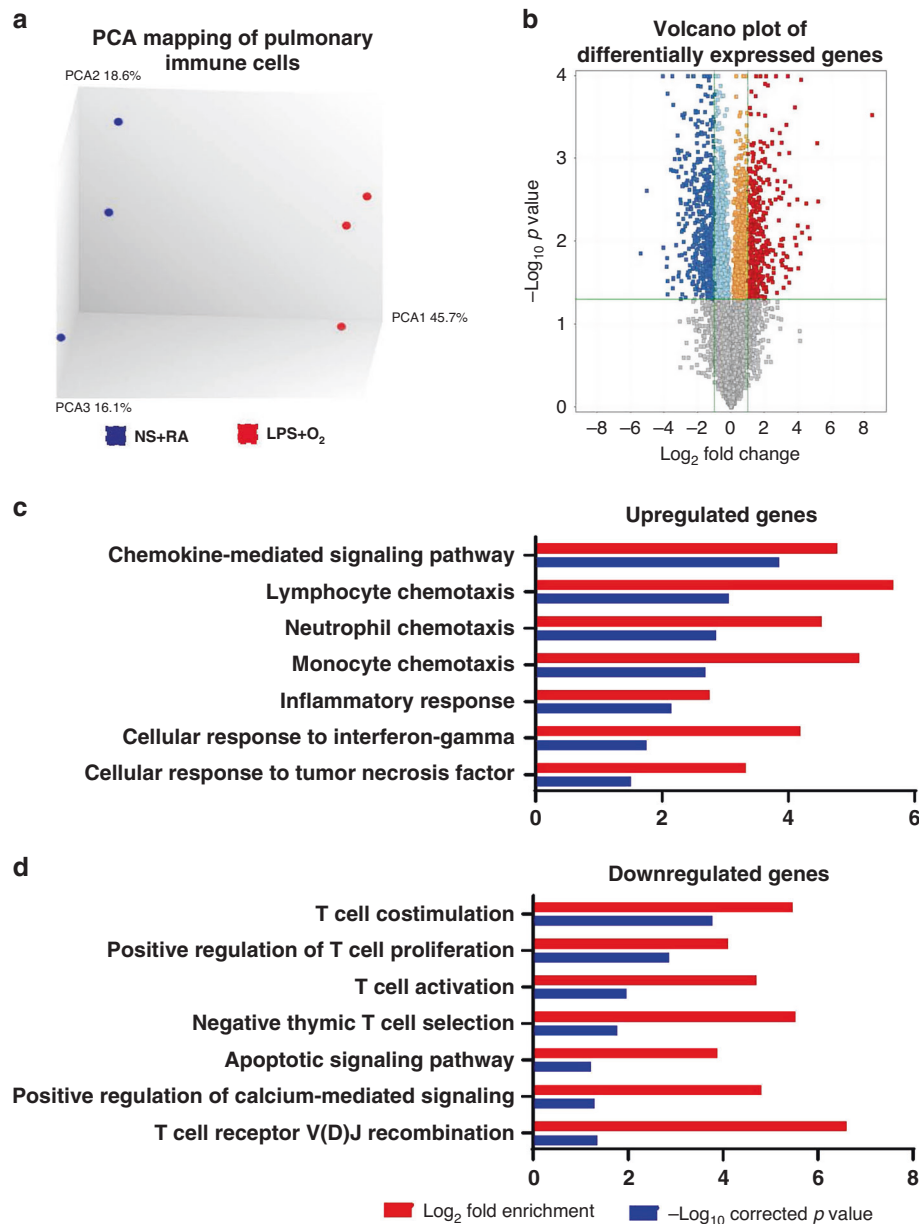 a
PCA mapping of pulmonary
immune cells
PCA2 18.6%
PCA1 45.7%
PCA3 16.1%
NS+RA
LPS+O₂
b
Volcano plot of
differentially expressed genes
–Log₁₀ p value
4
3
2
1
0
–8 –6 –4 –2 0 2 4 6 8
Log₂ fold change
c
Upregulated genes
Chemokine-mediated signaling pathway
Lymphocyte chemotaxis
Neutrophil chemotaxis
Monocyte chemotaxis
Inflammatory response
Cellular response to interferon-gamma
Cellular response to tumor necrosis factor
0 2 4 6
d
Downregulated genes
T cell costimulation
Positive regulation of T cell proliferation
T cell activation
Negative thymic T cell selection
Apoptotic signaling pathway
Positive regulation of calcium-mediated signaling
T cell receptor V(D)J recombination
0 2 4 6 8
Log₂ fold enrichment
–Log₁₀ corrected p value